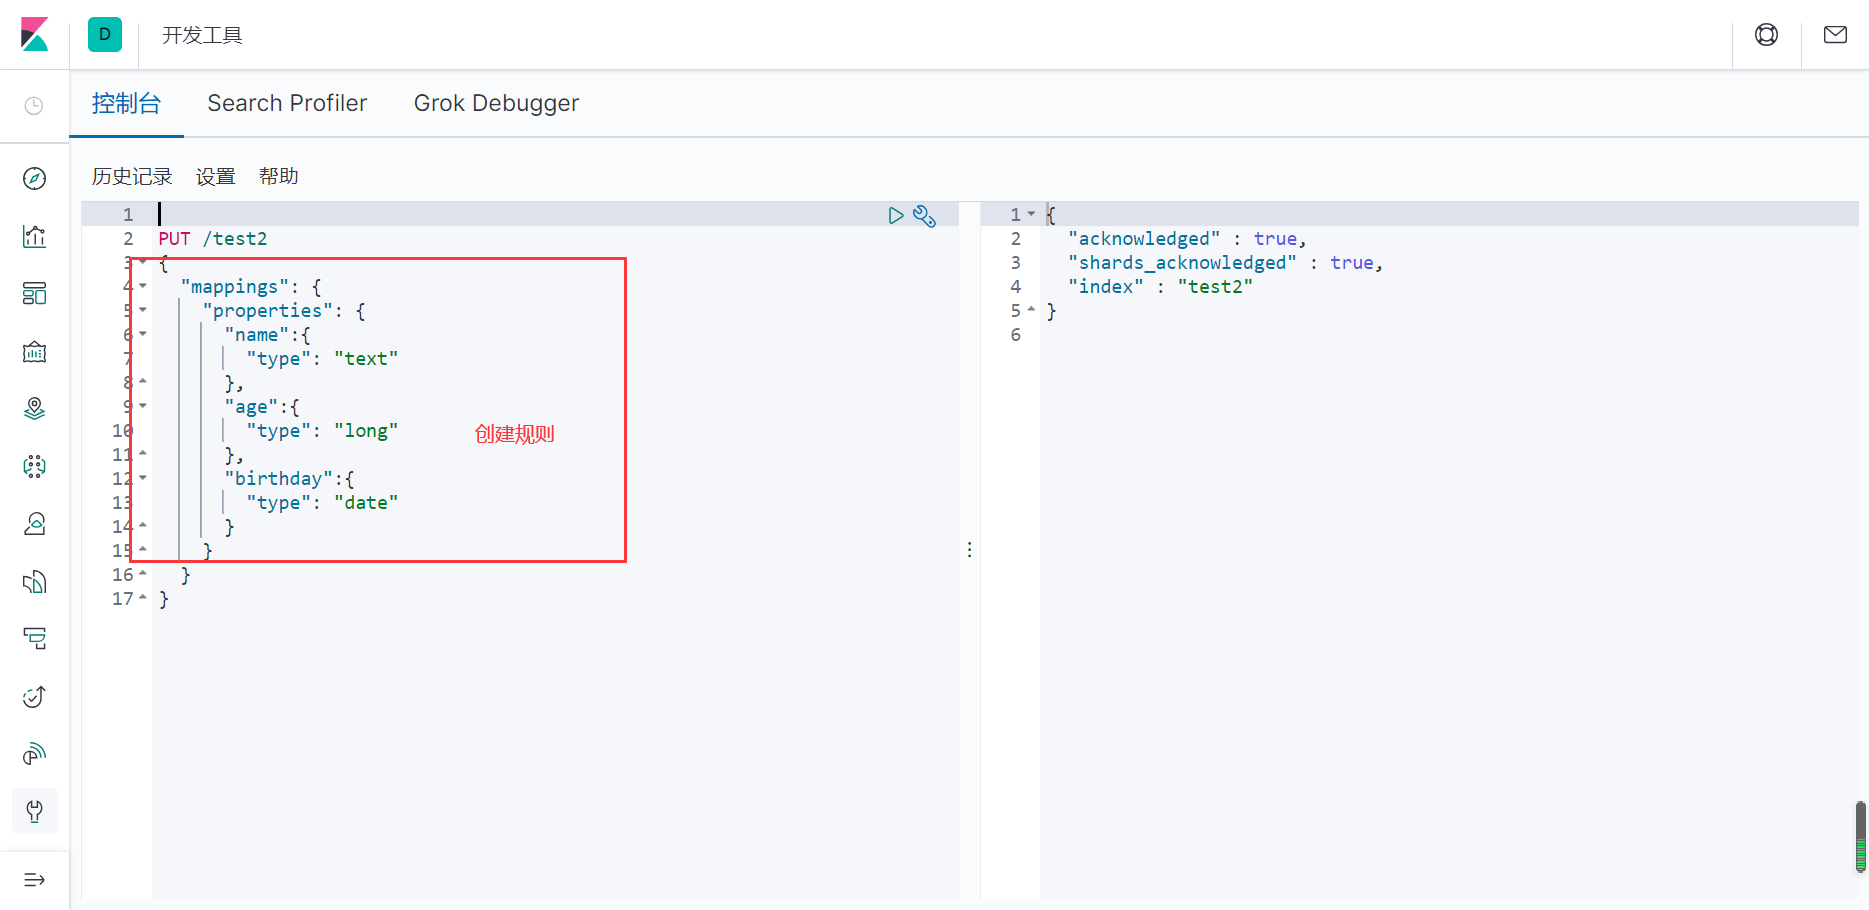 D 开发工具
控制台 Search Profiler Grok Debugger
历史记录 设置 帮助
1
2 PUT /test2
3 {
4 "mappings": {
5 "properties": {
6 "name":{
7 "type": "text"
8 },
9 "age":{
10 "type": "long"
11 },
12 "birthday":{
13 "type": "date"
14 }
15 }
16 }
17 }
创建规则
1 {
2 "acknowledged" : true,
3 "shards_acknowledged" : true,
4 "index" : "test2"
5 }
6